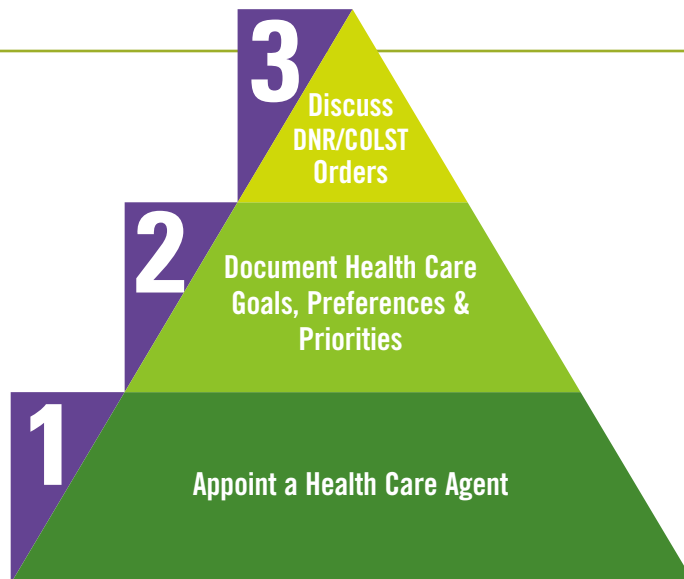 3
Discuss
DNR/COLST
Orders
2
Document Health Care
Goals, Preferences &
Priorities
1
Appoint a Health Care Agent